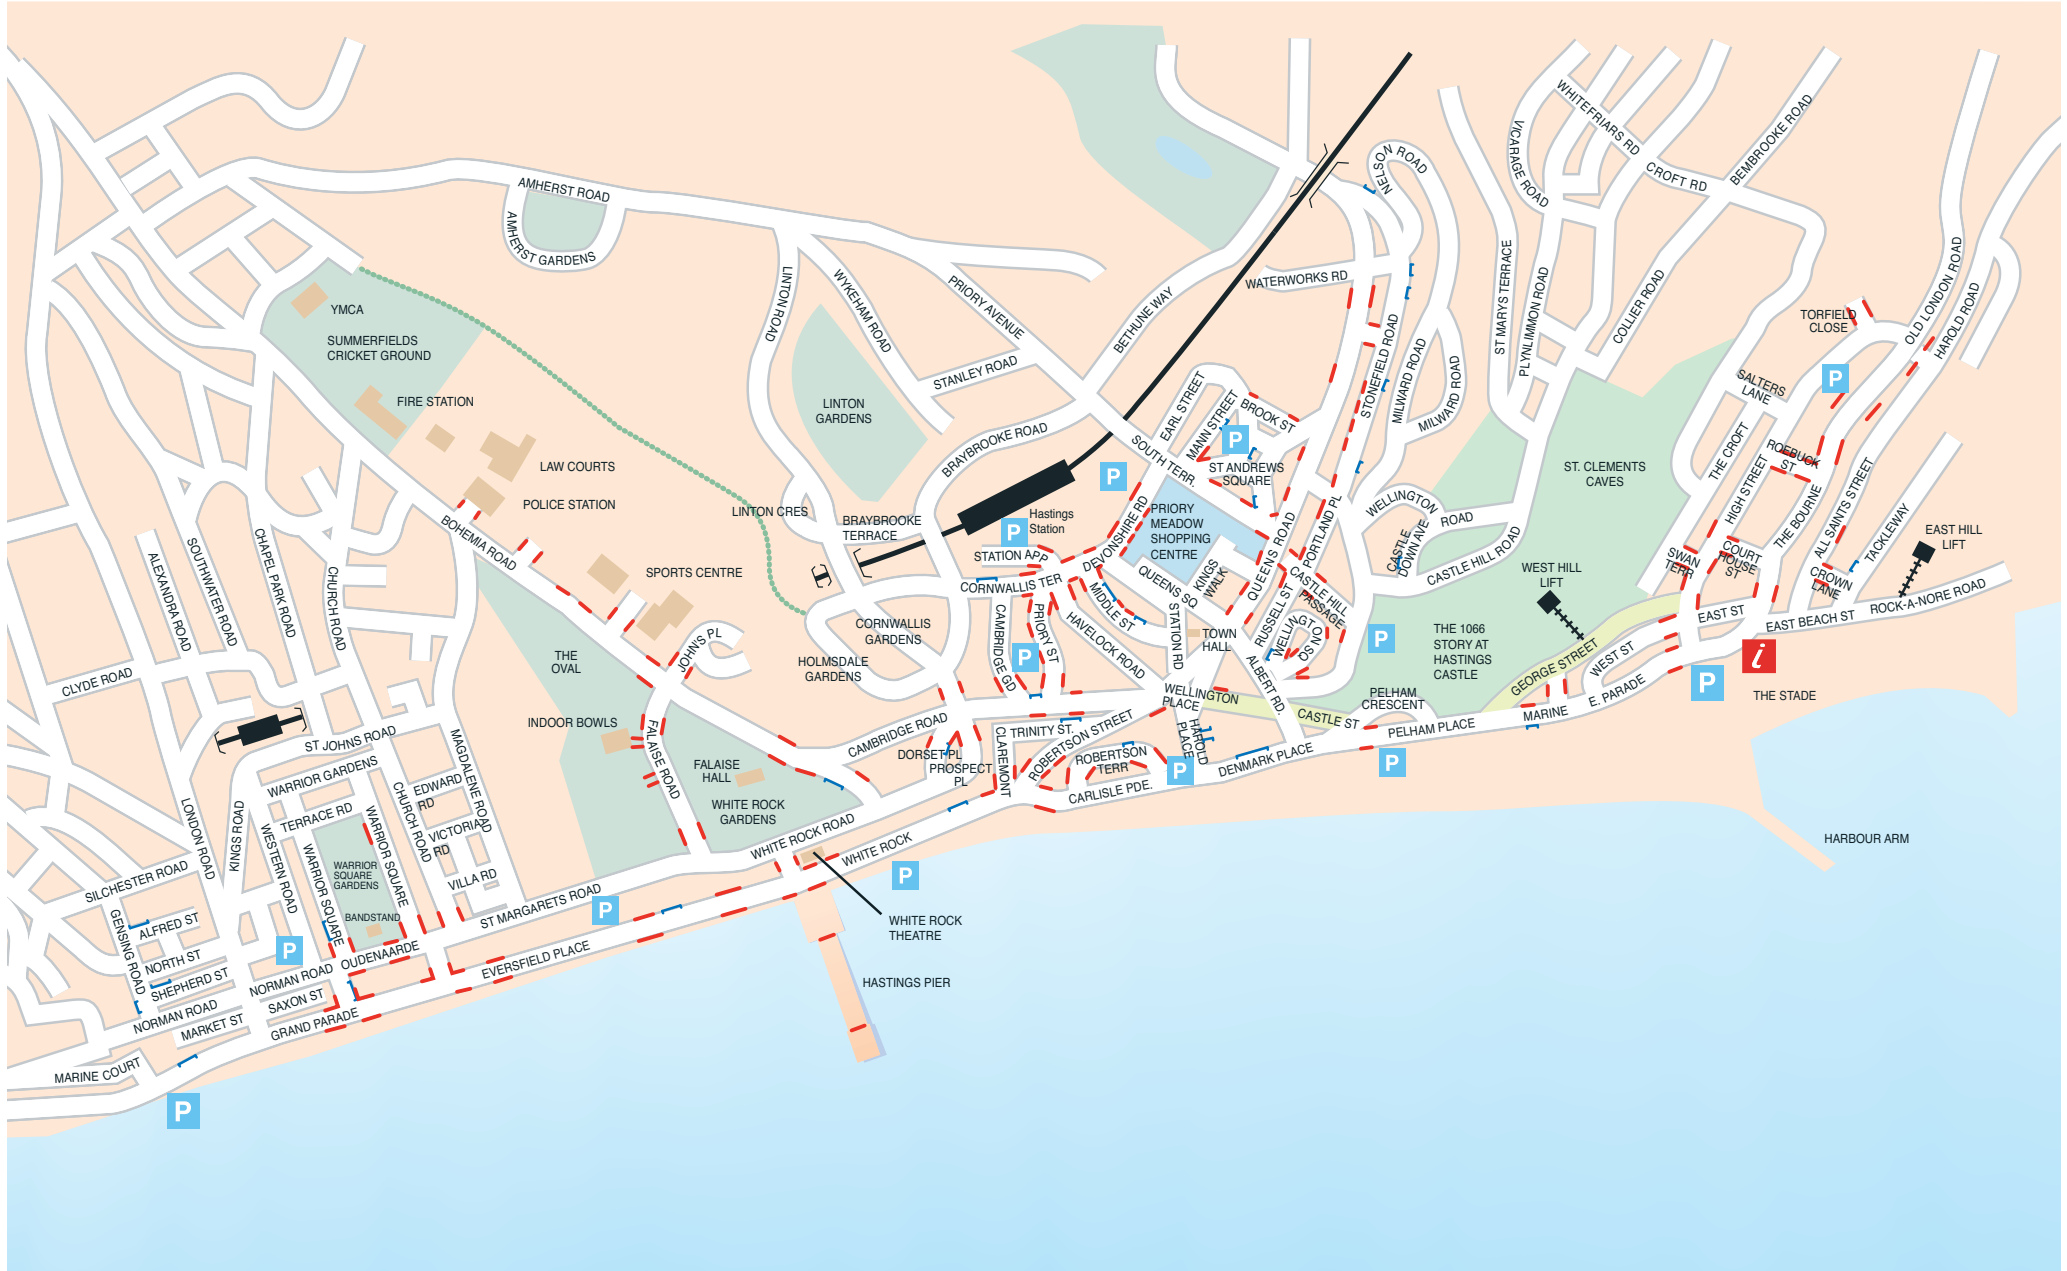 AMHERST ROAD
AMHERST GARDENS
YMCA
SUMMERFIELDS
CRICKET GROUND
FIRE STATION
LAW COURTS
POLICE STATION
BOHEMIA ROAD
SPORTS CENTRE
LINTON ROAD
WYKEHAM ROAD
PRIORY AVENUE
STANLEY ROAD
LINTON
GARDENS
BRAYBROOKE ROAD
BETHUNE WAY
WATERWORKS RD
NELSON ROAD
STONEFIELD ROAD
MILWARD ROAD
MILWARD ROAD
ST MARYS TERRACE
PLYNLIMMON ROAD
VICARAGE ROAD
WHITEFRIARS RD
CROFT RD
BEMBROOKE ROAD
COLLIER ROAD
TORFIELD
CLOSE
OLD LONDON ROAD
HAROLD ROAD
P
SALTERS
LANE
THE CROFT
HIGH STREET
ROEBUCK
ST
THE BOURNE
ALL SAINTS STREET
TACKLEWAY
EAST HILL
LIFT
COURT
HOUSE
ST
SWAN
TERR
CROWN
LANE
EAST ST
EAST BEACH ST
ROCK-A-NORE ROAD
i
P
THE STADE
HARBOUR ARM
ST. CLEMENTS
CAVES
WEST HILL
LIFT
THE 1066
STORY AT
HASTINGS
CASTLE
GEORGE STREET
WEST ST
E. PARADE
MARINE
PELHAM PLACE
PELHAM
CRESCENT
P
P
CASTLE HILL ROAD
WELLINGTON
ROAD
CASTLE
DOWN AVE
PORTLAND PL
EARL STREET
MANN STREET
BROOK ST
P
ST ANDREWS
SQUARE
SOUTH TERR.
P
PRIORY
MEADOW
SHOPPING
CENTRE
DEVONSHIRE RD
QUEENS ROAD
KINGS
WALK
QUEENS SQ
CASTLE HILL
PASSAGE
RUSSELL ST
WELLINGTON SQ
TOWN
HALL
STATION RD
MIDDLE ST
HAVELOCK ROAD
ALBERT RD.
WELLINGTON
PLACE
CASTLE ST
HAROLD
PLACE
P
DENMARK PLACE
CARLISLE PDE.
ROBERTSON
TERR
ROBERTSON STREET
TRINITY ST.
CLAREMONT
CAMBRIDGE ROAD
DORSET PL
PROSPECT
PL
P
Hastings
Station
STATION APP
CORNWALLIS TER
CAMBRIDGE GD
PRIORY ST
P
LINTON CRES
BRAYBROOKE
TERRACE
CORNWALLIS
GARDENS
HOLMSDALE
GARDENS
JOHNS PL
THE
OVAL
INDOOR BOWLS
FALAISE ROAD
FALAISE
HALL
WHITE ROCK
GARDENS
WHITE ROCK ROAD
WHITE ROCK
P
WHITE ROCK
THEATRE
HASTINGS PIER
ST MARGARETS ROAD
P
EVERSFIELD PLACE
ALEXANDRA ROAD
SOUTHWATER ROAD
CHAPEL PARK ROAD
CHURCH ROAD
CLYDE ROAD
ST JOHNS ROAD
MAGDALENE ROAD
WARRIOR GARDENS
EDWARD
RD
CHURCH ROAD
VICTORIA
RD
VILLA RD
TERRACE RD
WARRIOR SQUARE
WARRIOR
SQUARE
GARDENS
BANDSTAND
WARRIOR SQUARE
WESTERN ROAD
KINGS ROAD
LONDON ROAD
SILCHESTER ROAD
GENSING ROAD
ALFRED ST
NORTH ST
SHEPHERD ST
NORMAN ROAD
P
NORMAN ROAD
OUDENAARDE
SAXON ST
MARKET ST
GRAND PARADE
MARINE COURT
P